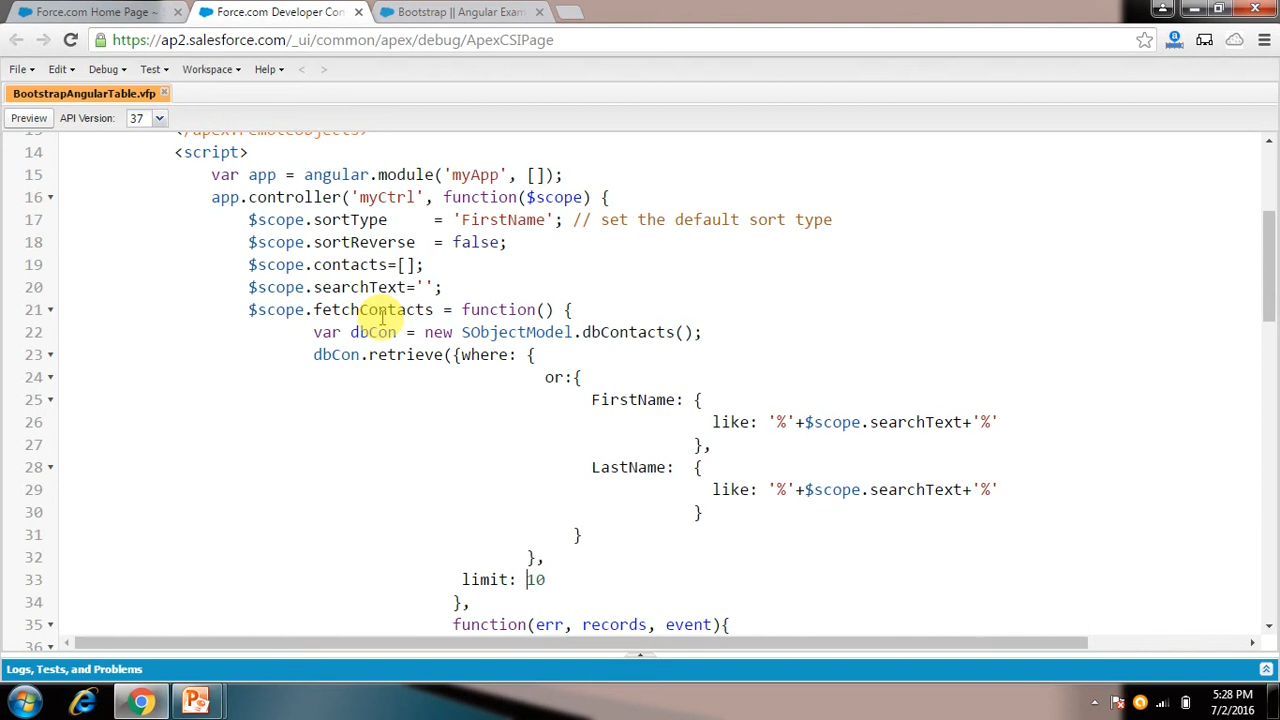 Force.com Home Page ~
Force.com Developer Con
Bootstrap || Angular Exam
https://ap2.salesforce.com/_ui/common/apex/debug/ApexCSIPage
File Edit Debug Test Workspace Help < >
BootstrapAngularTable.vfp
Preview API Version: 37
13 </apex:remoteObjects>
14 <script>
15 var app = angular.module('myApp', []);
16 app.controller('myCtrl', function($scope) {
17 $scope.sortType = 'FirstName'; // set the default sort type
18 $scope.sortReverse = false;
19 $scope.contacts=[];
20 $scope.searchText='';
21 $scope.fetchContacts = function() {
22 var dbCon = new SObjectModel.dbContacts();
23 dbCon.retrieve({where: {
24 or:{
25 FirstName: {
26 like: '%'+$scope.searchText+'%'
27 },
28 LastName: {
29 like: '%'+$scope.searchText+'%'
30 }
31 }
32 },
33 limit: 10
34 },
35 function(err, records, event){
36
Logs, Tests, and Problems
5:28 PM
7/2/2016